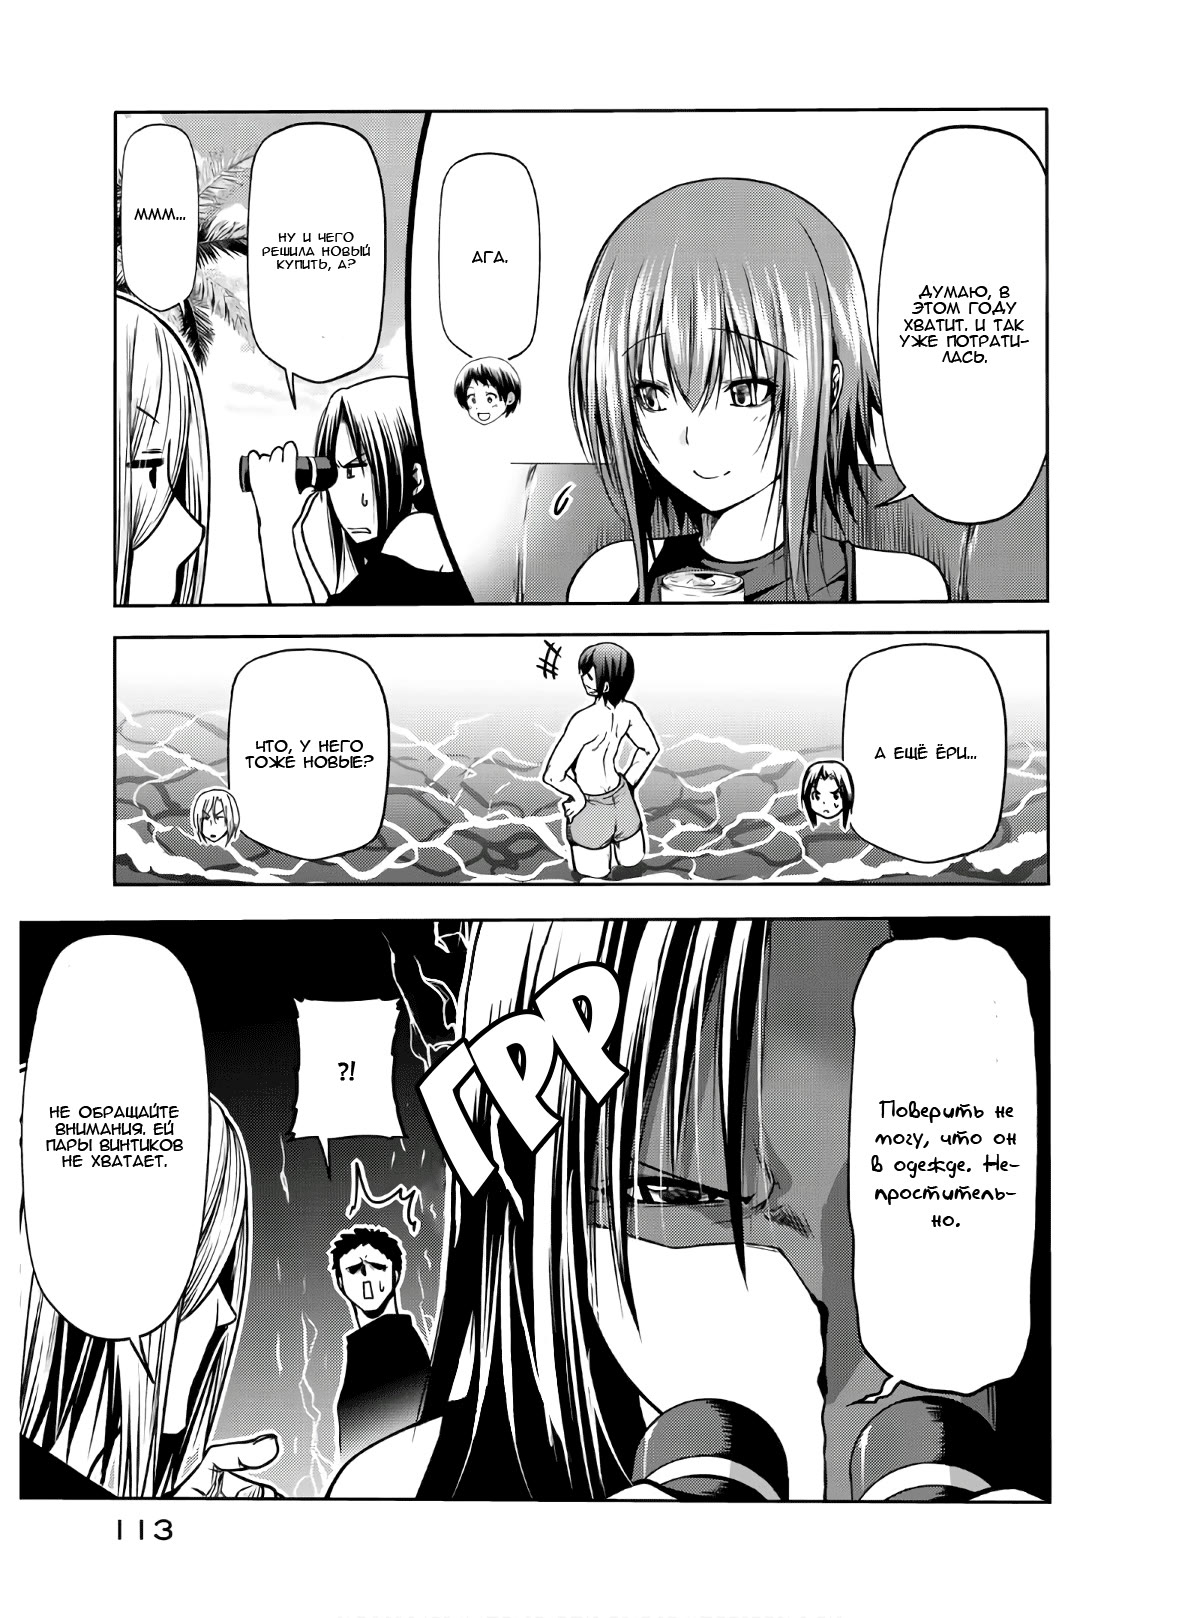 ДУМАЮ, В
ЭТОМ ГОДУ
ХВАТИТ. И ТАК
УЖЕ ПОТРАТИ-
ЛАСЬ.
АГА.
НУ И ЧЕГО
РЕШИЛА НОВЫЙ
КУПИТЬ, А?
МММ...
А ЕЩЁ ЁРИ...
ЧТО, У НЕГО
ТОЖЕ НОВЫЕ?
Поверить не
могу, что он
в одежде. Не-
проститель-
но.
ГРР
?!
НЕ ОБРАЩАЙТЕ
ВНИМАНИЯ. ЕЙ
ПАРЫ ВИНТИКОВ
НЕ ХВАТАЕТ.
113